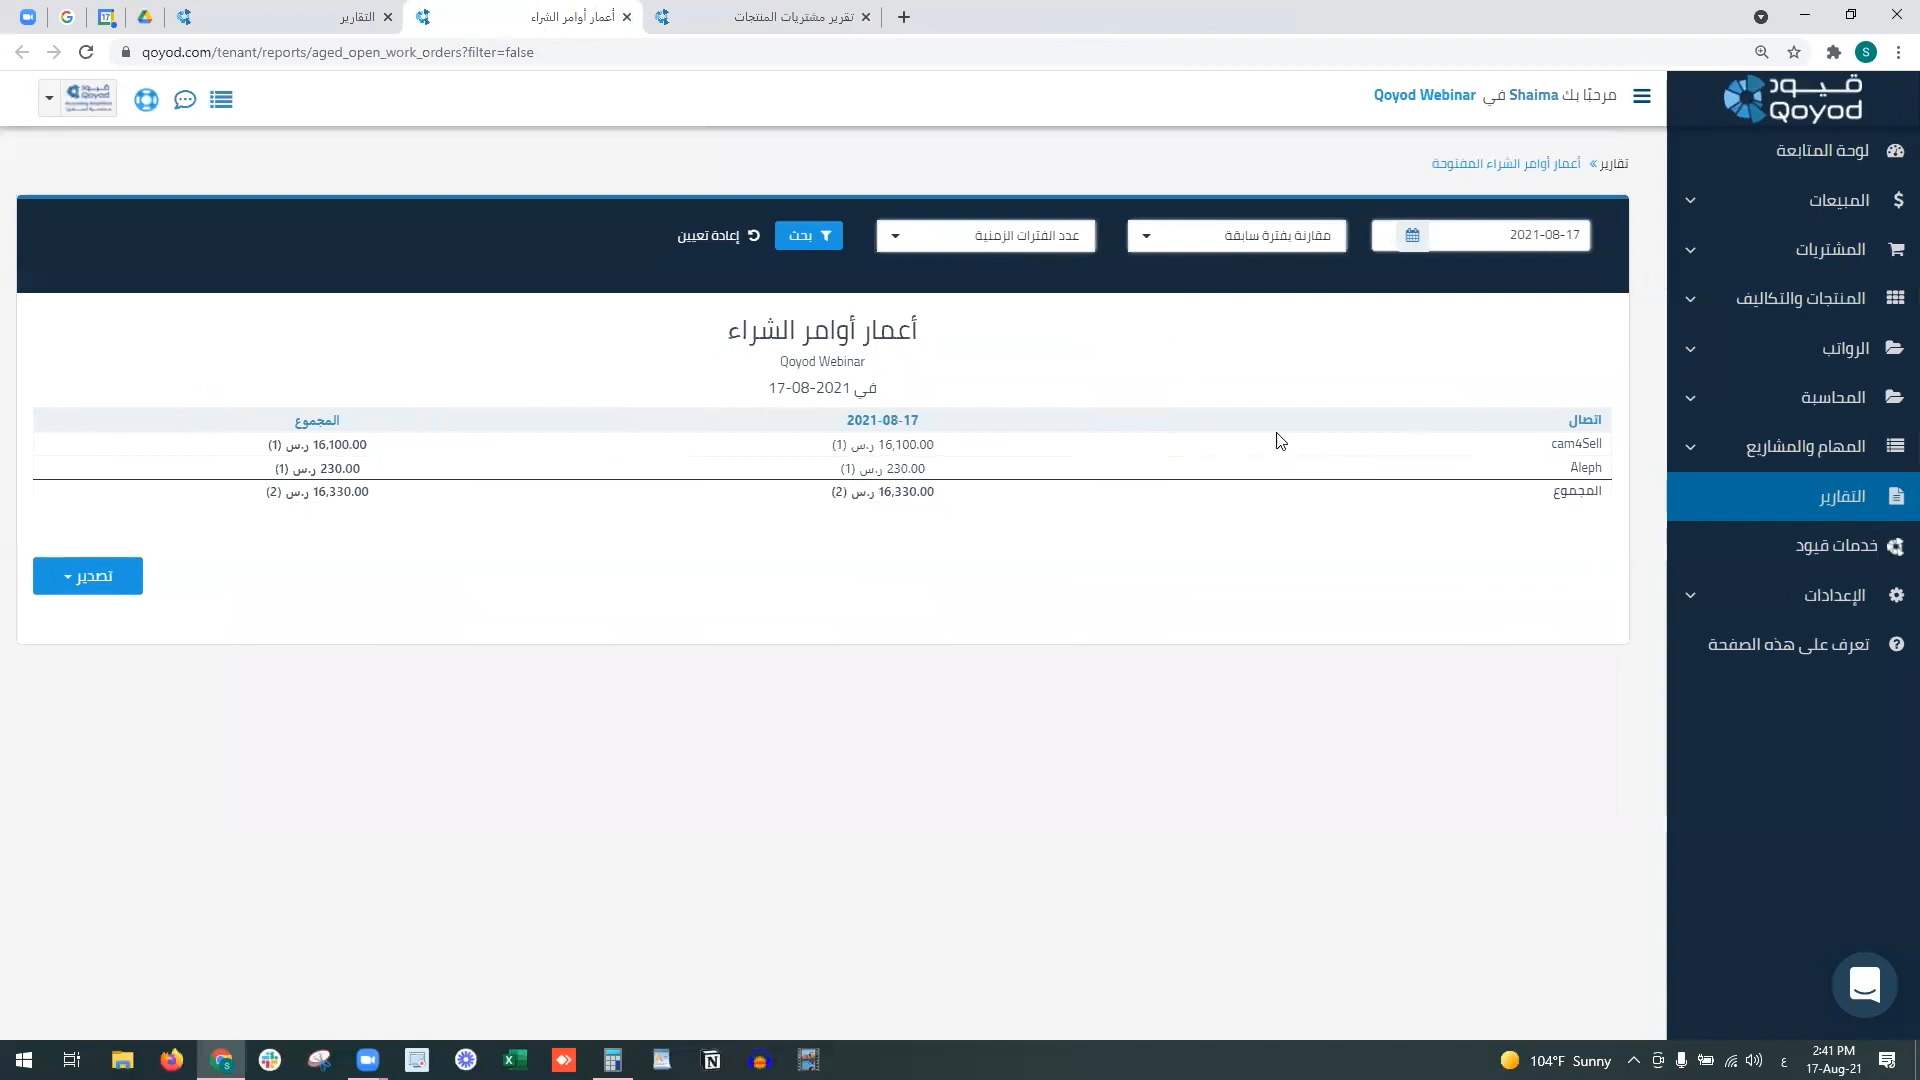 التقارير
أعمار أوامر الشراء
تقرير مشتريات المنتجات
qoyod.com/tenant/reports/aged_open_work_orders?filter=false
S
قيود
Qoyod
مرحبًا بك Shaima في Qoyod Webinar
لوحة المتابعة
المبيعات
المشتريات
المنتجات والتكاليف
الرواتب
المحاسبة
المهام والمشاريع
التقارير
خدمات قيود
الإعدادات
تعرف على هذه الصفحة
تقارير » أعمار أوامر الشراء المفتوحة
2021-08-17
مقارنة بفترة سابقة
عدد الفترات الزمنية
بحث
إعادة تعيين
أعمار أوامر الشراء
Qoyod Webinar
في 2021-08-17
اتصال 2021-08-17 المجموع
cam4Sell 16,100.00 ر.س (1) 16,100.00 ر.س (1)
Aleph 230.00 ر.س (1) 230.00 ر.س (1)
المجموع 16,330.00 ر.س (2) 16,330.00 ر.س (2)
تصدير
104°F Sunny
ع
2:41 PM
17-Aug-21